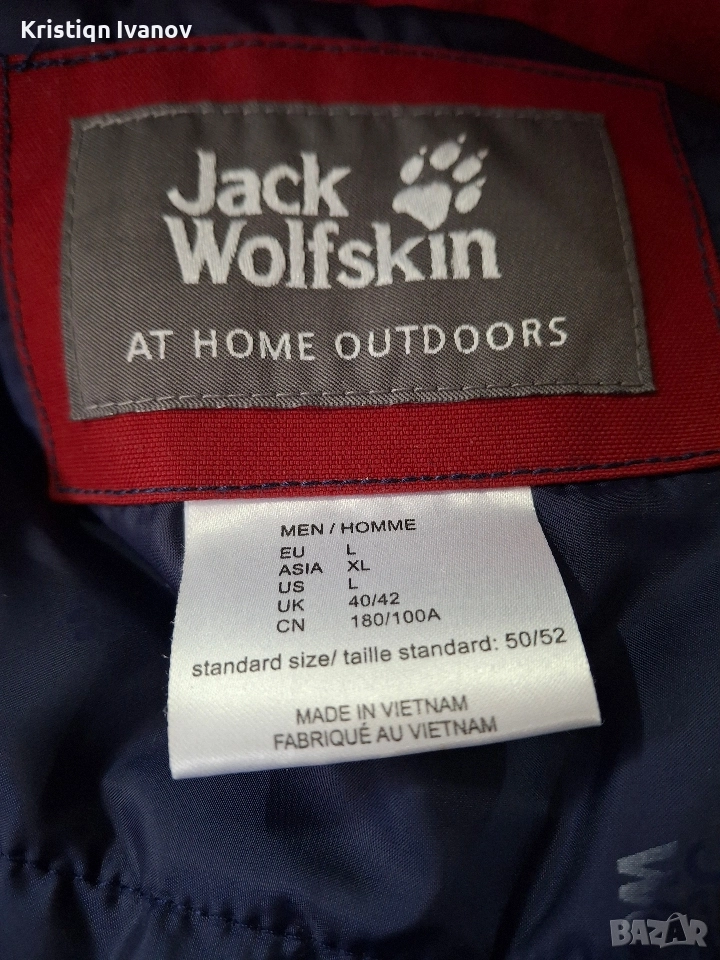 Kristiqn Ivanov
Jack
Wolfskin
AT HOME OUTDOORS
MEN / HOMME
EU L
ASIA XL
US L
UK 40/42
CN 180/100A
standard size/ taille standard: 50/52
MADE IN VIETNAM
FABRIQUÉ AU VIETNAM
BAZAR